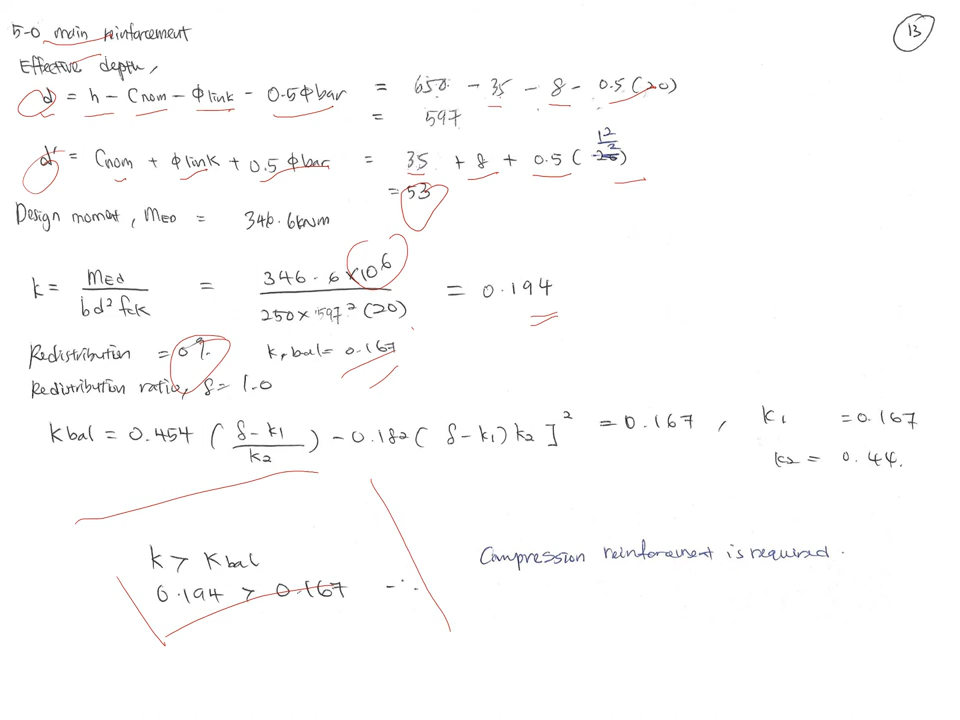 13
5-0 main reinforcement
Effective depth,
d = h - Cnom - φlink - 0.5φbar = 650 - 35 - 8 - 0.5(20)
= 597
d' = Cnom + φlink + 0.5 φbar = 35 + 8 + 0.5 (
= 53
Design moment, MED = 346.6kNm
k = MEd / bd² fck = 346.6 × 10⁶ / 250 × 597² (20) = 0.194
Redistribution = 0% k, bal = 0.167
Redistribution ratio, δ = 1.0
Kbal = 0.454 ( δ-k1 / k2 ) - 0.182 ( δ-k1) k2 ]² = 0.167 , K1 = 0.167
k2 = 0.44.
k > Kbal
0.194 > 0.167 ∴ Compression reinforcement is required.